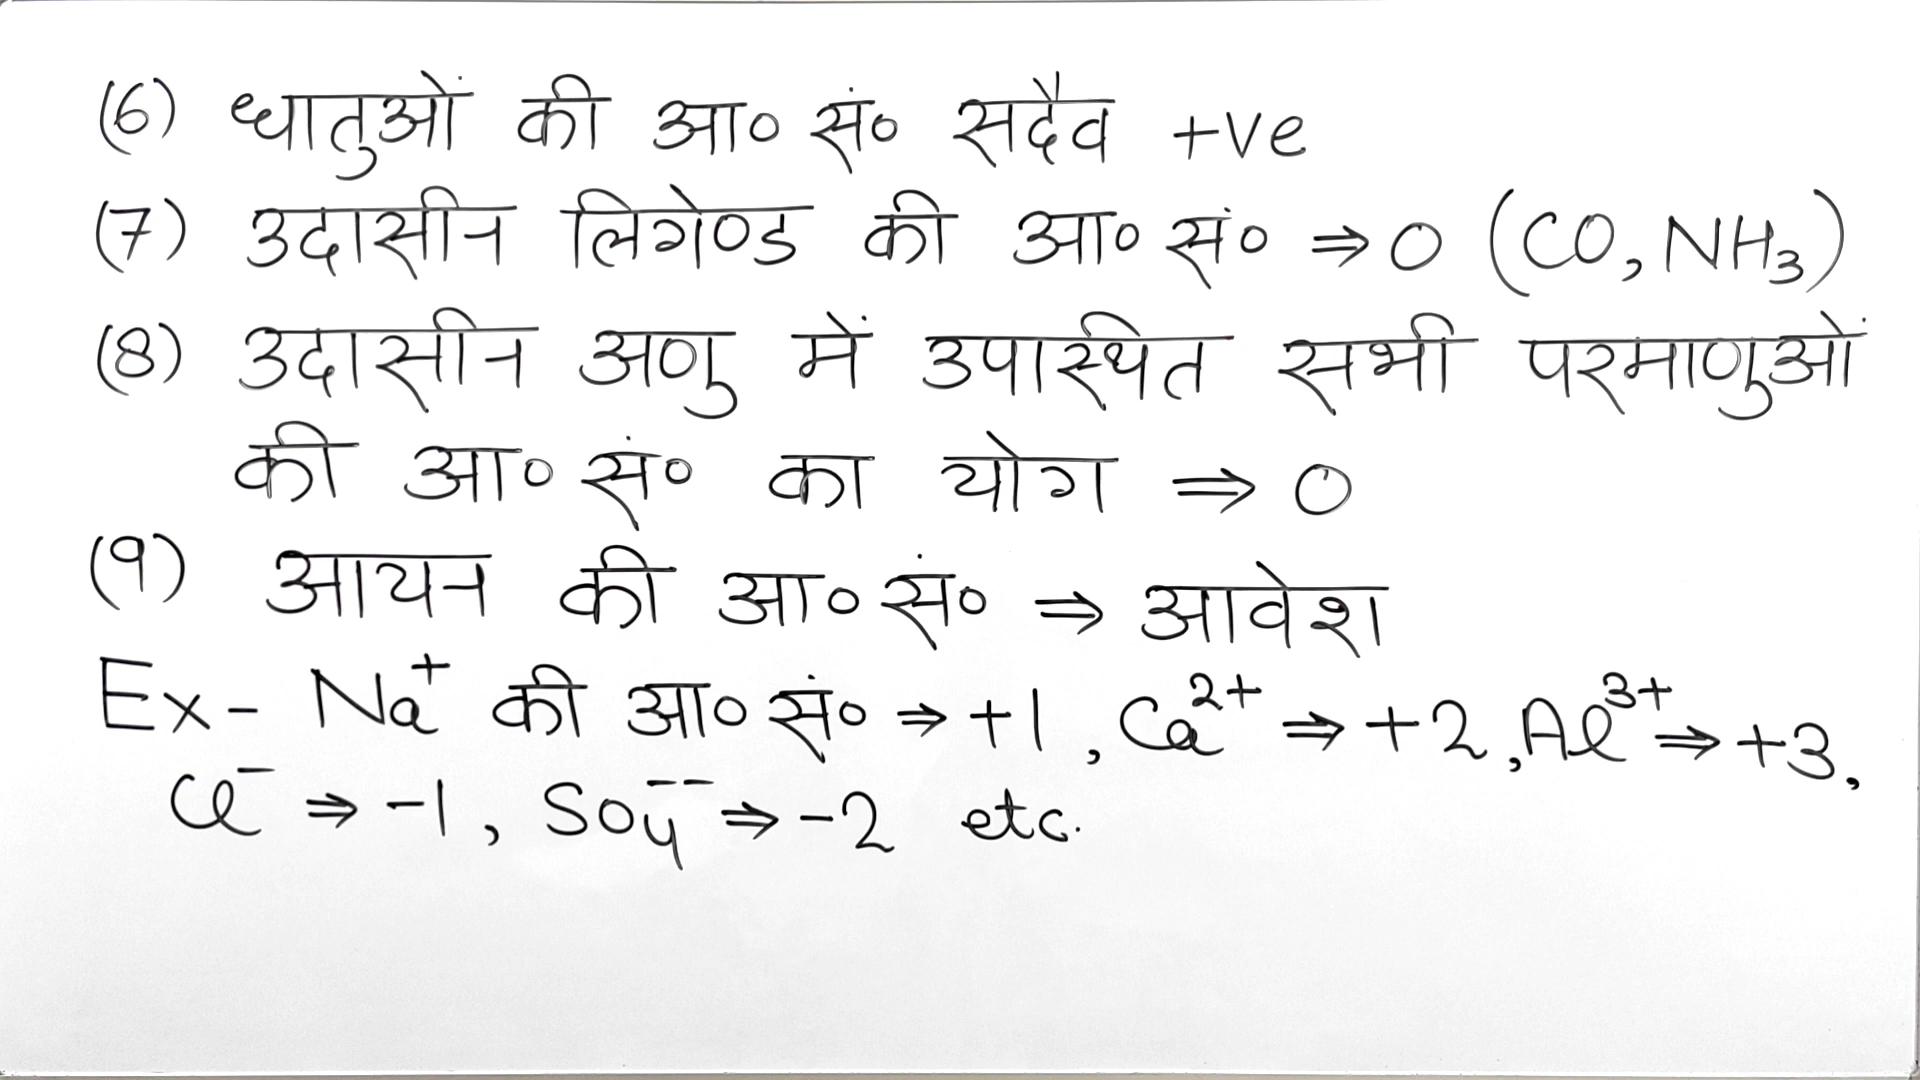 (6) धातुओं की आ० सं० सदैव +ve
(7) उदासीन लिगेण्ड की आ० सं० ⇒ 0 (CO, NH₃)
(8) उदासीन अणु में उपास्थित सभी परमाणुओं
की आ० सं० का योग ⇒ 0
(9) आयन की आ० सं० ⇒ आवेश
Ex- Na⁺ की आ० सं० ⇒ +1, Ca²⁺ ⇒ +2, Al³⁺ ⇒ +3,
Cl⁻ ⇒ -1, SO₄⁻⁻ ⇒ -2 etc.